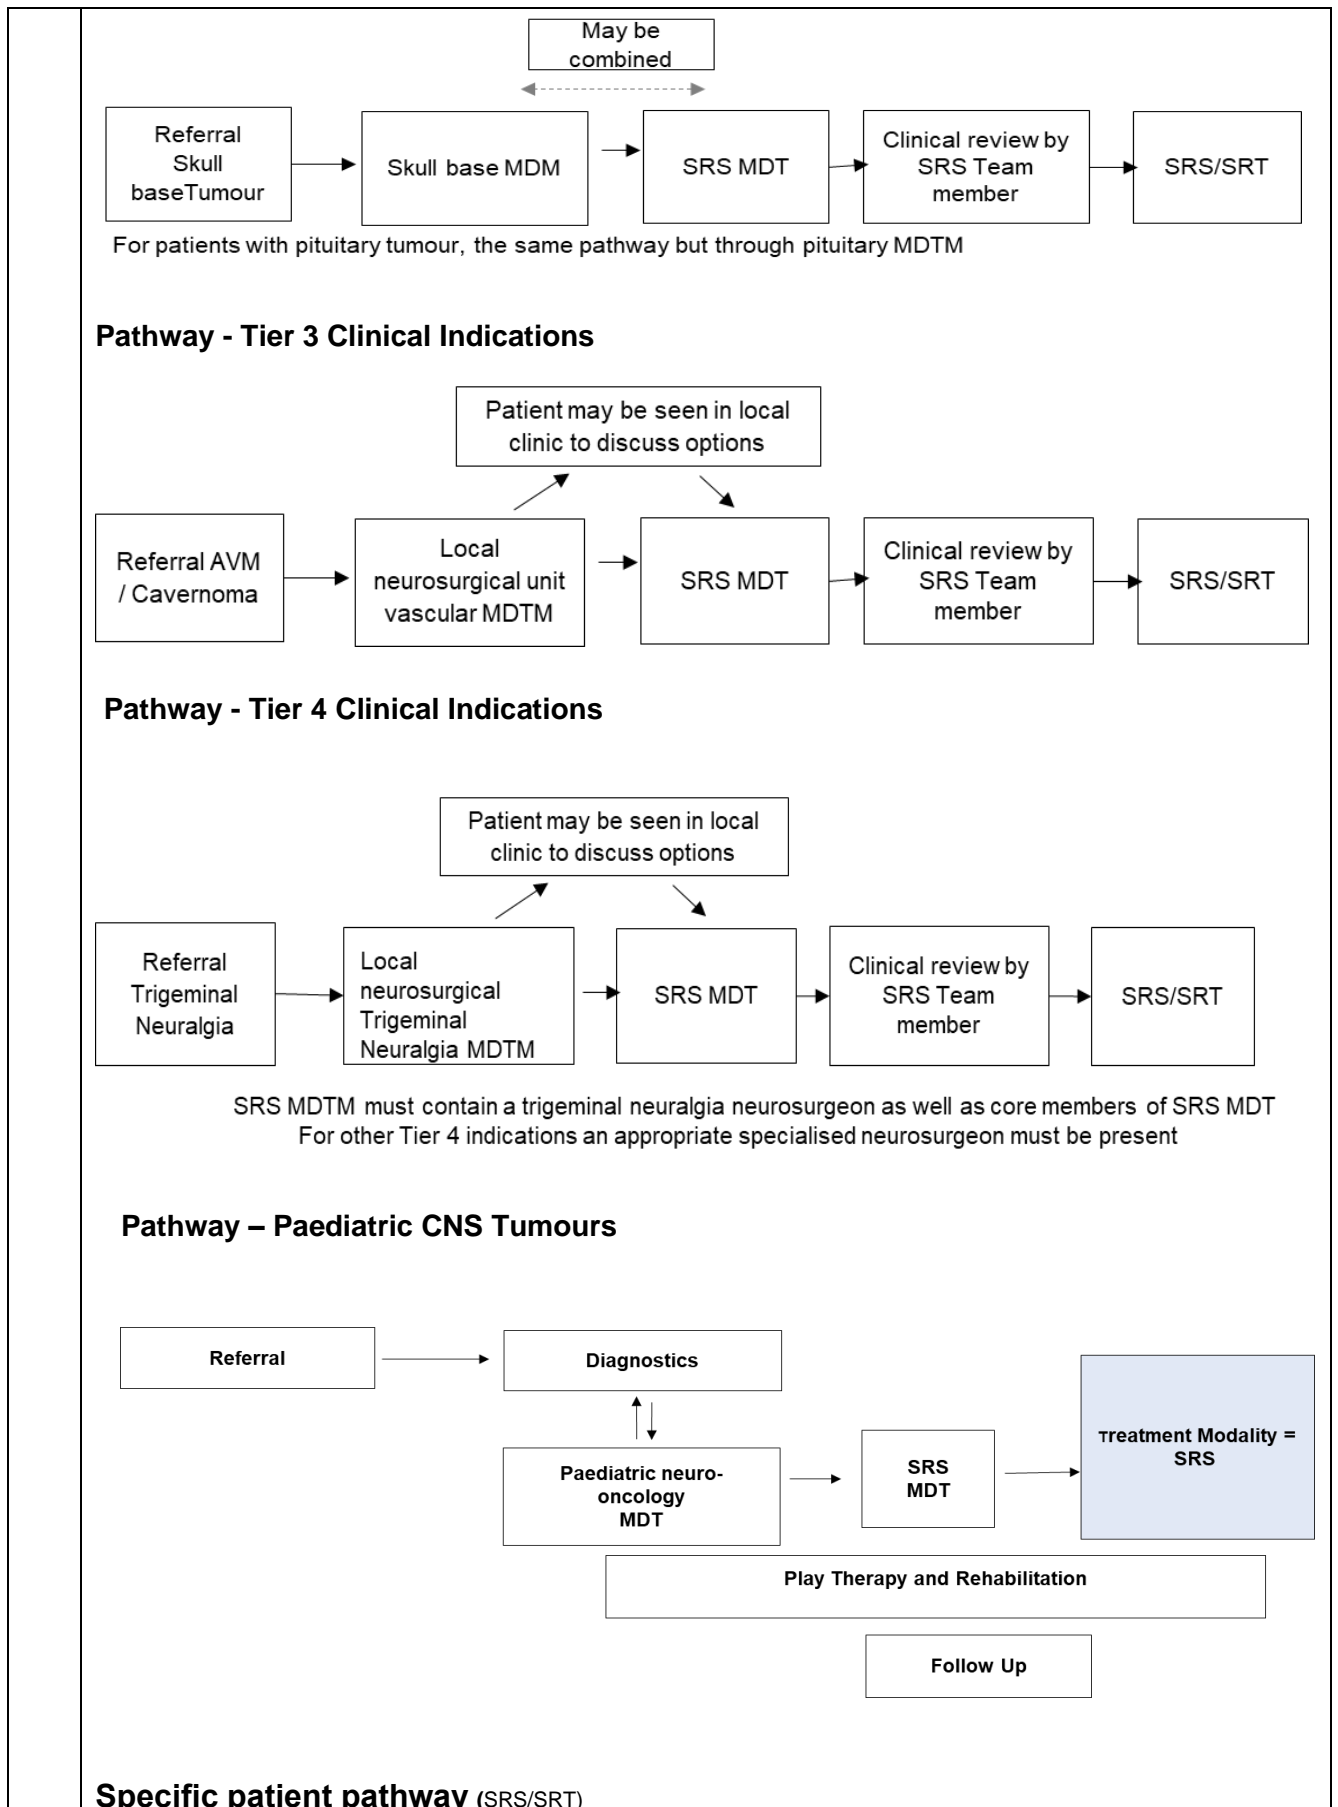 May be
combined
Referral
Skull
baseTumour
Skull base MDM
SRS MDT
Clinical review by
SRS Team
member
SRS/SRT
For patients with pituitary tumour, the same pathway but through pituitary MDTM
Pathway - Tier 3 Clinical Indications
Patient may be seen in local
clinic to discuss options
Referral AVM
/ Cavernoma
Local
neurosurgical unit
vascular MDTM
SRS MDT
Clinical review by
SRS Team
member
SRS/SRT
Pathway - Tier 4 Clinical Indications
Patient may be seen in local
clinic to discuss options
Referral
Trigeminal
Neuralgia
Local
neurosurgical
Trigeminal
Neuralgia MDTM
SRS MDT
Clinical review by
SRS Team
member
SRS/SRT
SRS MDTM must contain a trigeminal neuralgia neurosurgeon as well as core members of SRS MDT
For other Tier 4 indications an appropriate specialised neurosurgeon must be present
Pathway – Paediatric CNS Tumours
Referral
Diagnostics
Paediatric neuro-
oncology
MDT
SRS
MDT
Treatment Modality =
SRS
Play Therapy and Rehabilitation
Follow Up
Specific patient pathway (SRS/SRT)